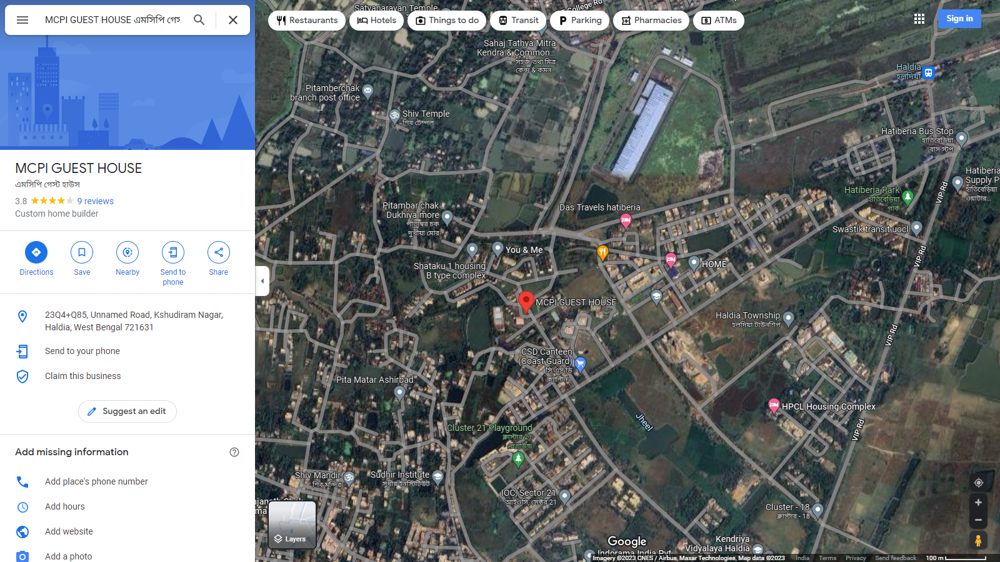 MCPI GUEST HOUSE এমসিপি গেস্ট
Restaurants
Hotels
Things to do
Transit
Parking
Pharmacies
ATMs
Sign in
MCPI GUEST HOUSE
এমসিপি গেস্ট হাউস
3.8
9 reviews
Custom home builder
Directions
Save
Nearby
Send to
phone
Share
23Q4+Q85, Unnamed Road, Kshudiram Nagar,
Haldia, West Bengal 721631
Send to your phone
Claim this business
Suggest an edit
Add missing information
Add place's phone number
Add hours
Add website
Add a photo
Satyanarayan Temple
College Rd
Sahaj Tathya Mitra
Kendra & Common...
সহজ তথ্য মিত্র
কেন্দ্র & কমন...
Haldia
হলদিয়া
Pitamberchak
branch post office
Shiv Temple
শিব টেম্পল
Hatiberia Bus Stop
হাতিবেড়িয়া
বাস স্টপ
Hatiberia
Supply P
হাতিবেড়িয়া
ওয়াটার...
Hatiberia Park
হাতিবেড়িয়া
পার্ক
VIP Rd
Das Travels hatiberia
Pitambar chak
Dukhiya more
পীতাম্বর চক
দুখীয়া মোর
Swastik transit uocl
VIP Rd
You & Me
Shataku 1 housing
B type complex
HOME
MCPI GUEST HOUSE
Haldia Township
হলদিয়া টাউনশিপ
VIP Rd
CSD Canteen
(Coast Guard)
সি এস ডি
ক্যান্টিন...
Pita Matar Ashirbad
HPCL Housing Complex
Jheel
VIP Rd
Cluster 21 Playground
ক্লাস্টার 21
প্লেগ্রাউন্ড
Shiv Mandir
শিব মন্দির
Sudhir Institute
সুধীর ইনস্টিটিউট
IOC, Sector 21
আইওসি, সেক্টর 21
Cluster - 18
ক্লাস্টার - 18
Layers
Google
Kendriya
Vidyalaya Haldia
Indorama India Pvt
Imagery ©2023 CNES / Airbus, Maxar Technologies, Map data ©2023
India
Terms
Privacy
Send feedback
100 m